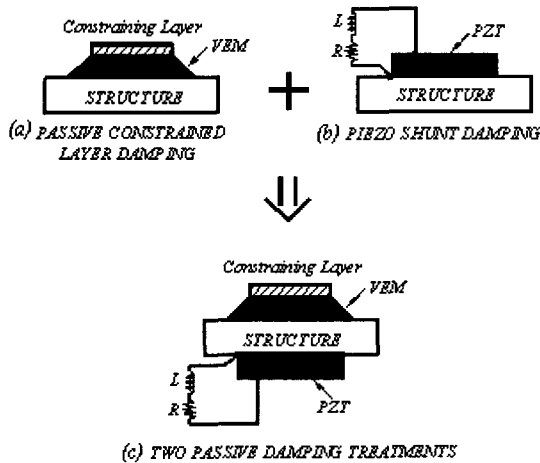 Constraining Layer
VEM
STRUCTURE
(a) PASSIVE CONSTRAINED
LAYER DAMPING
L
R
PZT
STRUCTURE
(b) PIEZO SHUNT DAMPING
Constraining Layer
VEM
STRUCTURE
L
R
PZT
(c) TWO PASSIVE DAMPING TREATMENTS